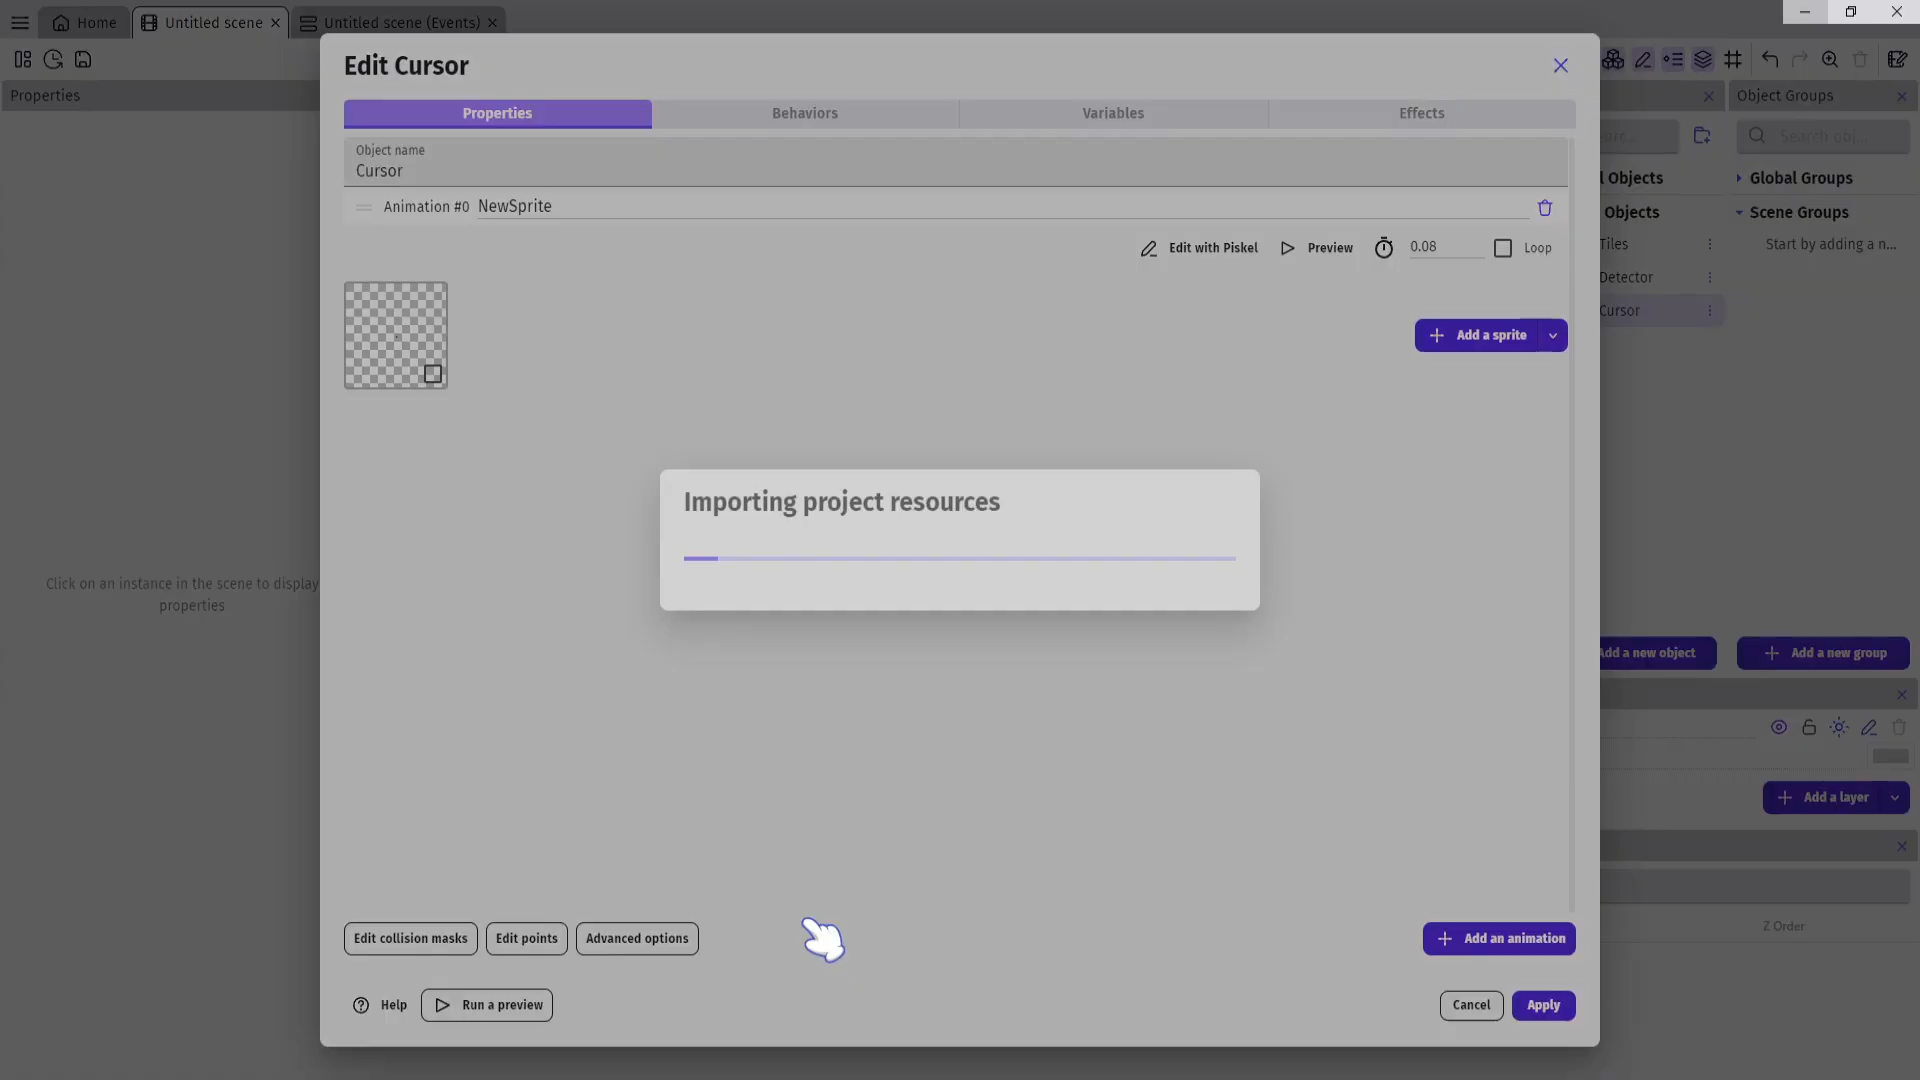 Home
Untitled scene
Untitled scene (Events)
Properties
Edit Cursor
Object Groups
Properties
Behaviors
Variables
Effects
Object name
Cursor
Search obj...
Animation #0
NewSprite
l Objects
Global Groups
Objects
Scene Groups
Tiles
Start by adding a n...
Detector
Cursor
Edit with Piskel
Preview
0.08
Loop
Add a sprite
Importing project resources
Click on an instance in the scene to display
properties
Add a new object
Add a new group
Add a layer
Z Order
Edit collision masks
Edit points
Advanced options
Add an animation
Help
Run a preview
Cancel
Apply